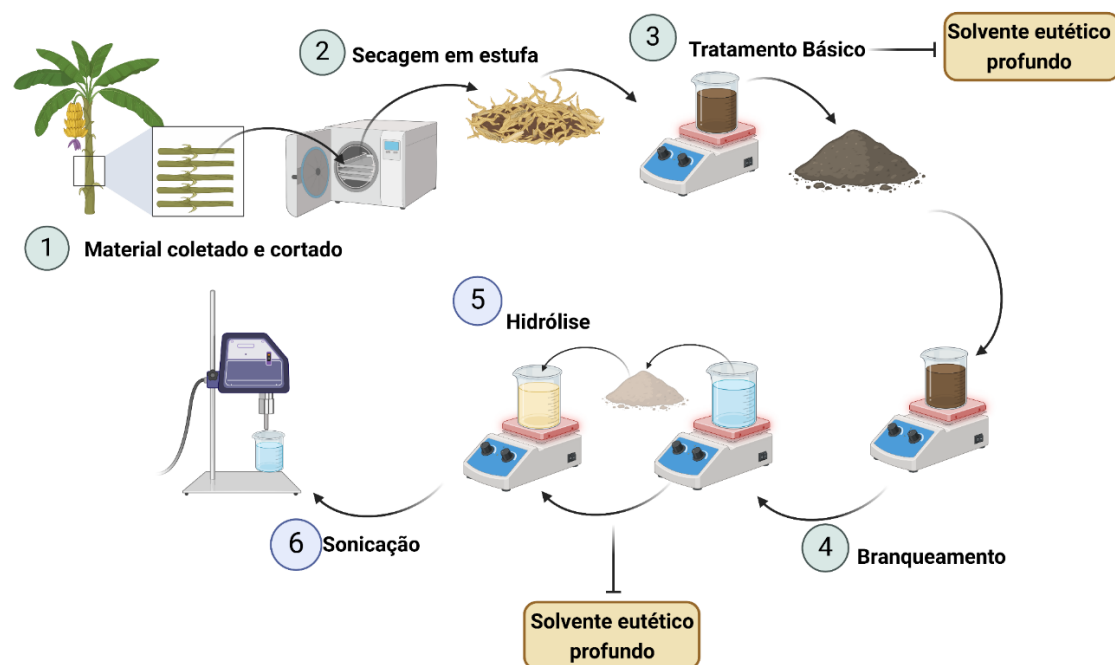 1
Material coletado e cortado
2
Secagem em estufa
3
Tratamento Básico
Solvente eutético
profundo
4
Branqueamento
5
Hidrólise
Solvente eutético
profundo
6
Sonicação